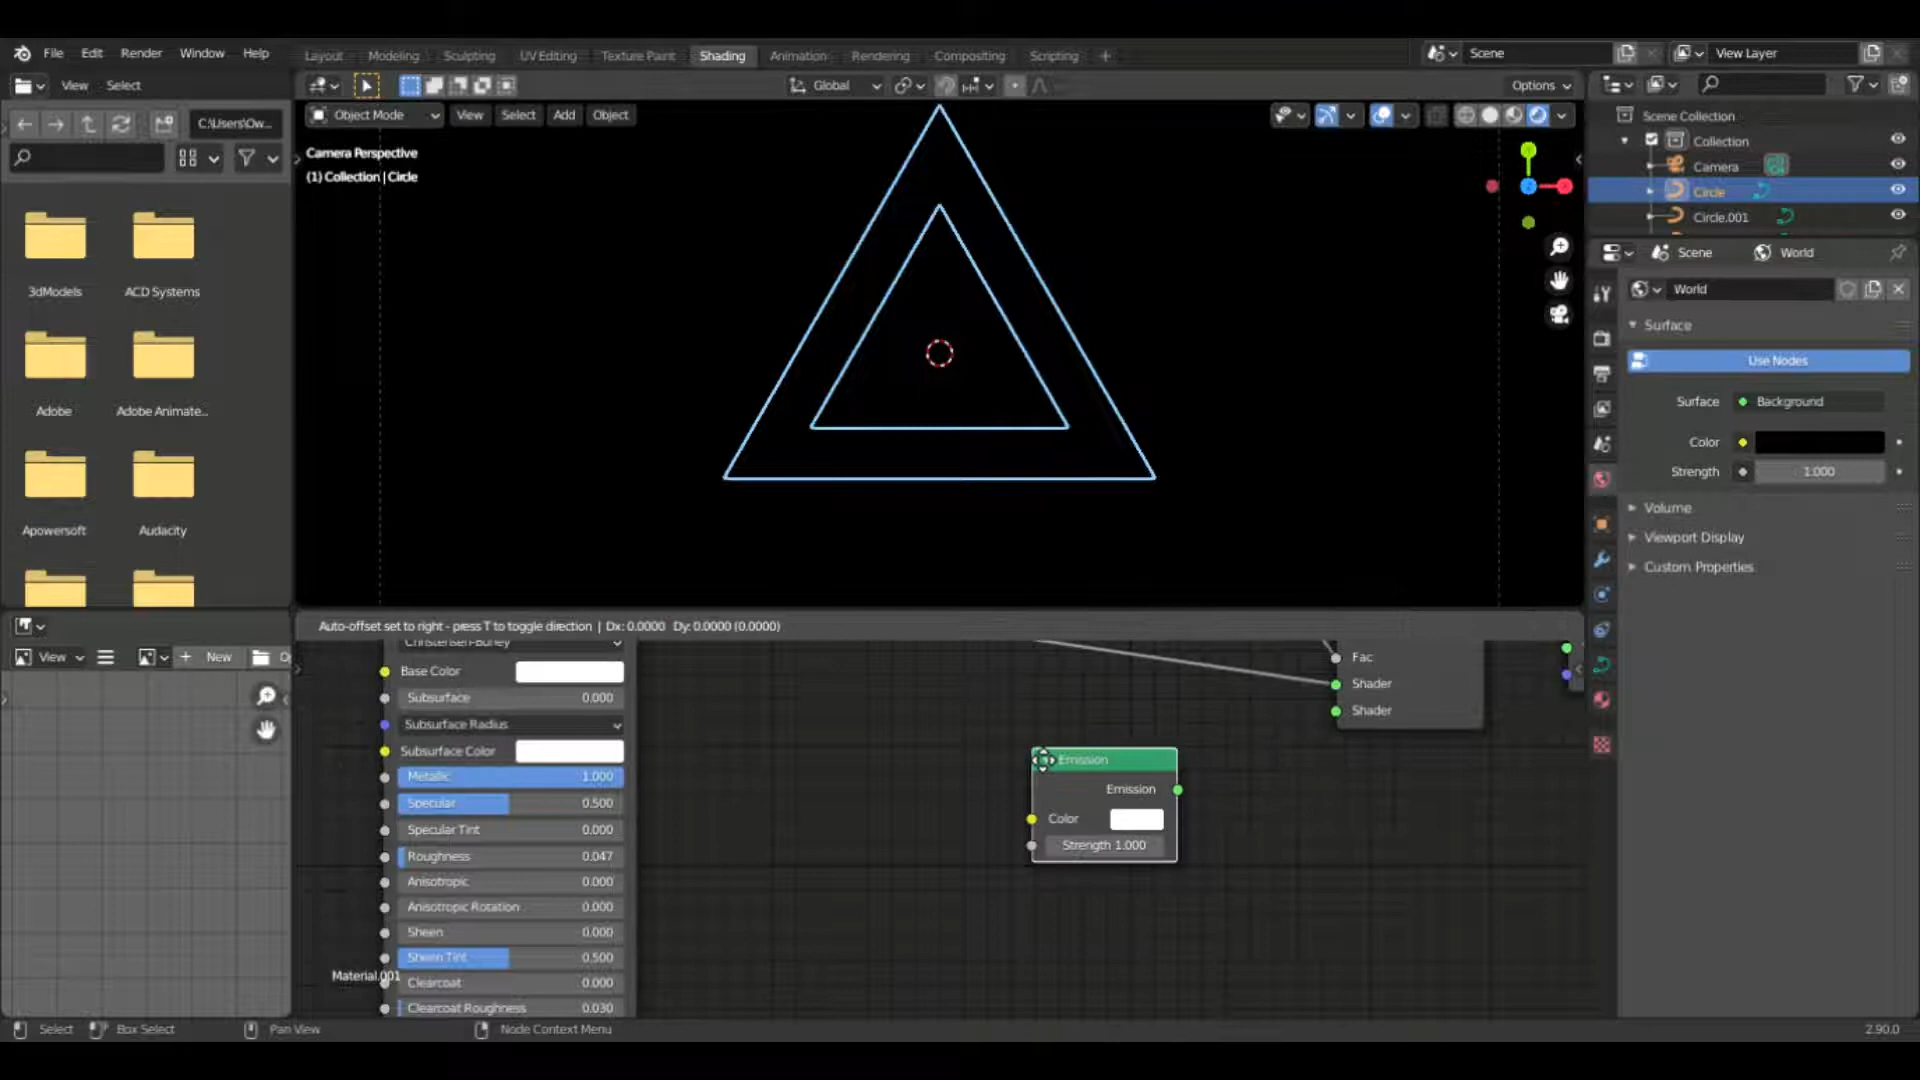 File Edit Render Window Help
Layout Modeling Sculpting UV Editing Texture Paint Shading Animation Rendering Compositing Scripting +
Scene
View Layer
View Select
Global
Options
C:\Users\Ow...
Object Mode View Select Add Object
Camera Perspective
(1) Collection | Circle
Scene Collection
Collection
Camera
Circle
Circle.001
Scene World
World
Surface
Use Nodes
Surface Background
Color
Strength 1.000
Volume
Viewport Display
Custom Properties
3dModels ACD Systems
Adobe Adobe Animate...
Apowersoft Audacity
Auto-offset set to right - press T to toggle direction | Dx: 0.0000 Dy: 0.0000 (0.0000)
View New
Christensen-Burley
Base Color
Subsurface 0.000
Subsurface Radius
Subsurface Color
Metallic 1.000
Specular 0.500
Specular Tint 0.000
Roughness 0.047
Anisotropic 0.000
Anisotropic Rotation 0.000
Sheen 0.000
Sheen Tint 0.500
Clearcoat 0.000
Clearcoat Roughness 0.030
Material.001
Fac
Shader
Shader
Emission
Emission
Color
Strength 1.000
Select Box Select Pan View Node Context Menu 2.90.0